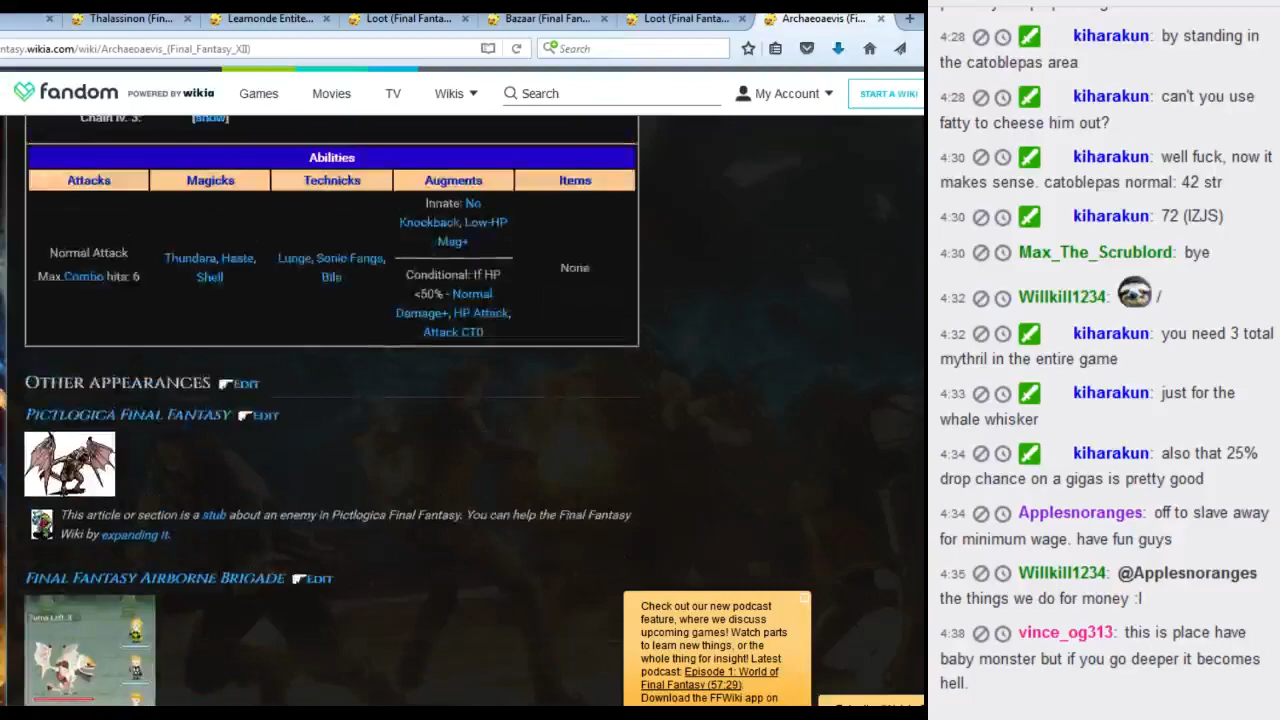 Thalassinon (Fin...
Leamonde Entite...
Loot (Final Fanta...
Bazaar (Final Fan...
Loot (Final Fanta...
Archaeoaevis (Fi...
ntasy.wikia.com/wiki/Archaeoaevis_(Final_Fantasy_XII)
Search
fandom POWERED BY wikia
Games
Movies
TV
Wikis
Search
My Account
START A WIKI
Chain lv. 3:
[show]
Abilities
Attacks
Magicks
Technicks
Augments
Items
Normal Attack
Max Combo hits: 6
Thundara, Haste,
Shell
Lunge, Sonic Fangs,
Bile
Innate: No
Knockback, Low-HP
Mag+
Conditional: If HP
<50% - Normal
Damage+, HP Attack,
Attack CT0
None
OTHER APPEARANCES EDIT
PICTLOGICA FINAL FANTASY EDIT
This article or section is a stub about an enemy in Pictlogica Final Fantasy. You can help the Final Fantasy
Wiki by expanding it.
FINAL FANTASY AIRBORNE BRIGADE EDIT
Check out our new podcast
feature, where we discuss
upcoming games! Watch parts
to learn new things, or the
whole thing for insight! Latest
podcast: Episode 1: World of
Final Fantasy (57:29)
Download the FFWiki app on
4:28 kiharakun: by standing in
the catoblepas area
4:28 kiharakun: can't you use
fatty to cheese him out?
4:30 kiharakun: well fuck, now it
makes sense. catoblepas normal: 42 str
4:30 kiharakun: 72 (IZJS)
4:30 Max_The_Scrublord: bye
4:32 Willkill1234: /
4:32 kiharakun: you need 3 total
mythril in the entire game
4:33 kiharakun: just for the
whale whisker
4:34 kiharakun: also that 25%
drop chance on a gigas is pretty good
4:34 Applesnoranges: off to slave away
for minimum wage. have fun guys
4:35 Willkill1234: @Applesnoranges
the things we do for money :l
4:38 vince_og313: this is place have
baby monster but if you go deeper it becomes
hell.